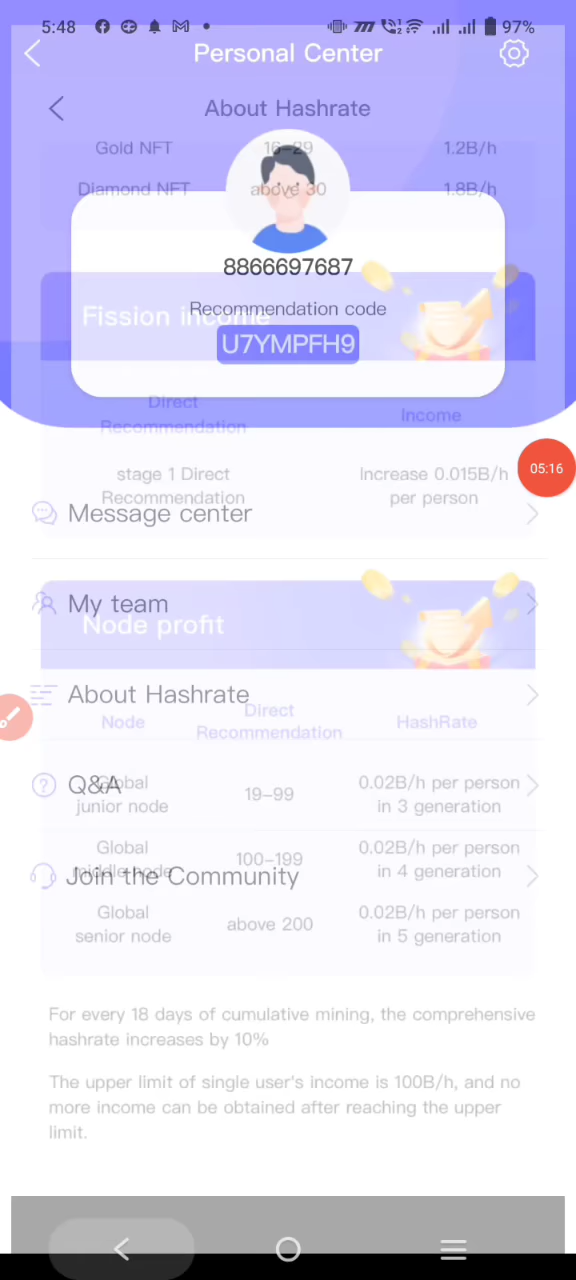 5:48
97%
Personal Center
About Hashrate
Gold NFT 16-29 1.2B/h
Diamond NFT above 30 1.8B/h
8866697687
Recommendation code
Fission income
U7YMPFH9
Direct Recommendation Income
stage 1 Direct Recommendation Increase 0.015B/h per person
05:16
Message center
My team
Node profit
About Hashrate
Node Direct Recommendation HashRate
Q&A
Global junior node 19-99 0.02B/h per person in 3 generation
Global middle node 100-199 0.02B/h per person in 4 generation
Join the Community
Global senior node above 200 0.02B/h per person in 5 generation
For every 18 days of cumulative mining, the comprehensive
hashrate increases by 10%
The upper limit of single user's income is 100B/h, and no
more income can be obtained after reaching the upper
limit.